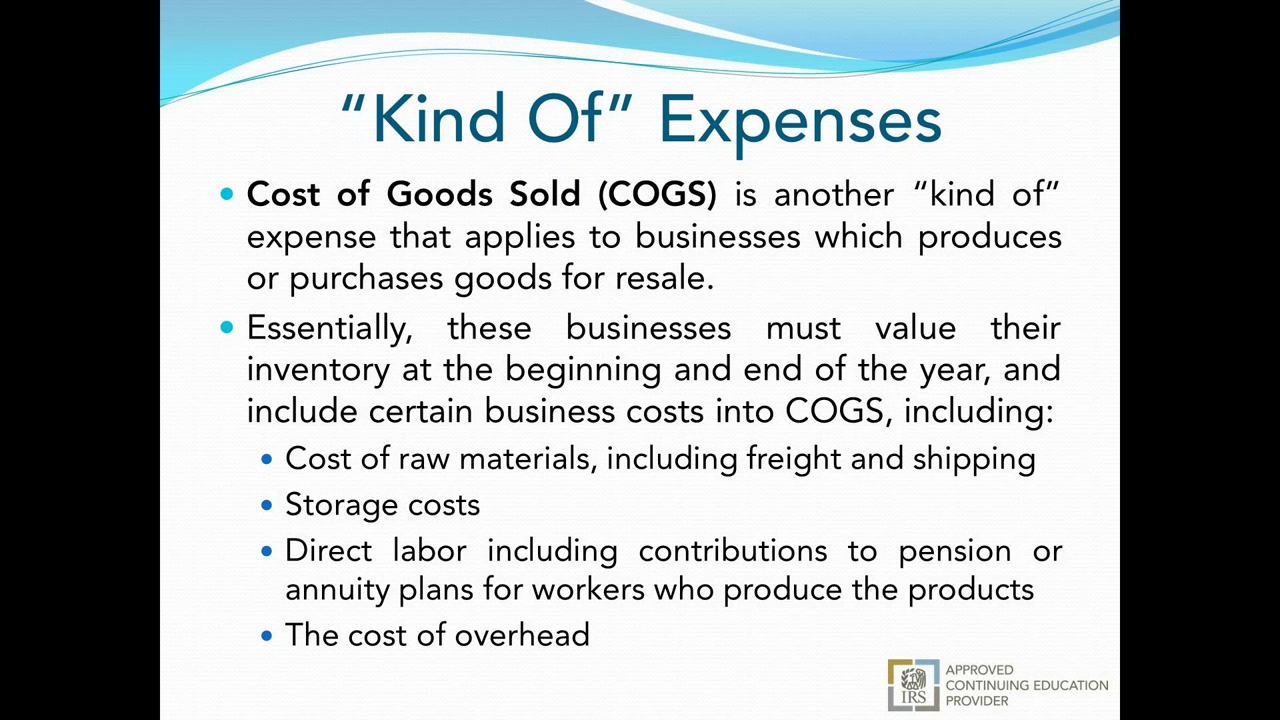 “Kind Of” Expenses
Cost of Goods Sold (COGS) is another “kind of”
expense that applies to businesses which produces
or purchases goods for resale.
Essentially, these businesses must value their
inventory at the beginning and end of the year, and
include certain business costs into COGS, including:
Cost of raw materials, including freight and shipping
Storage costs
Direct labor including contributions to pension or
annuity plans for workers who produce the products
The cost of overhead
IRS
APPROVED
CONTINUING EDUCATION
PROVIDER